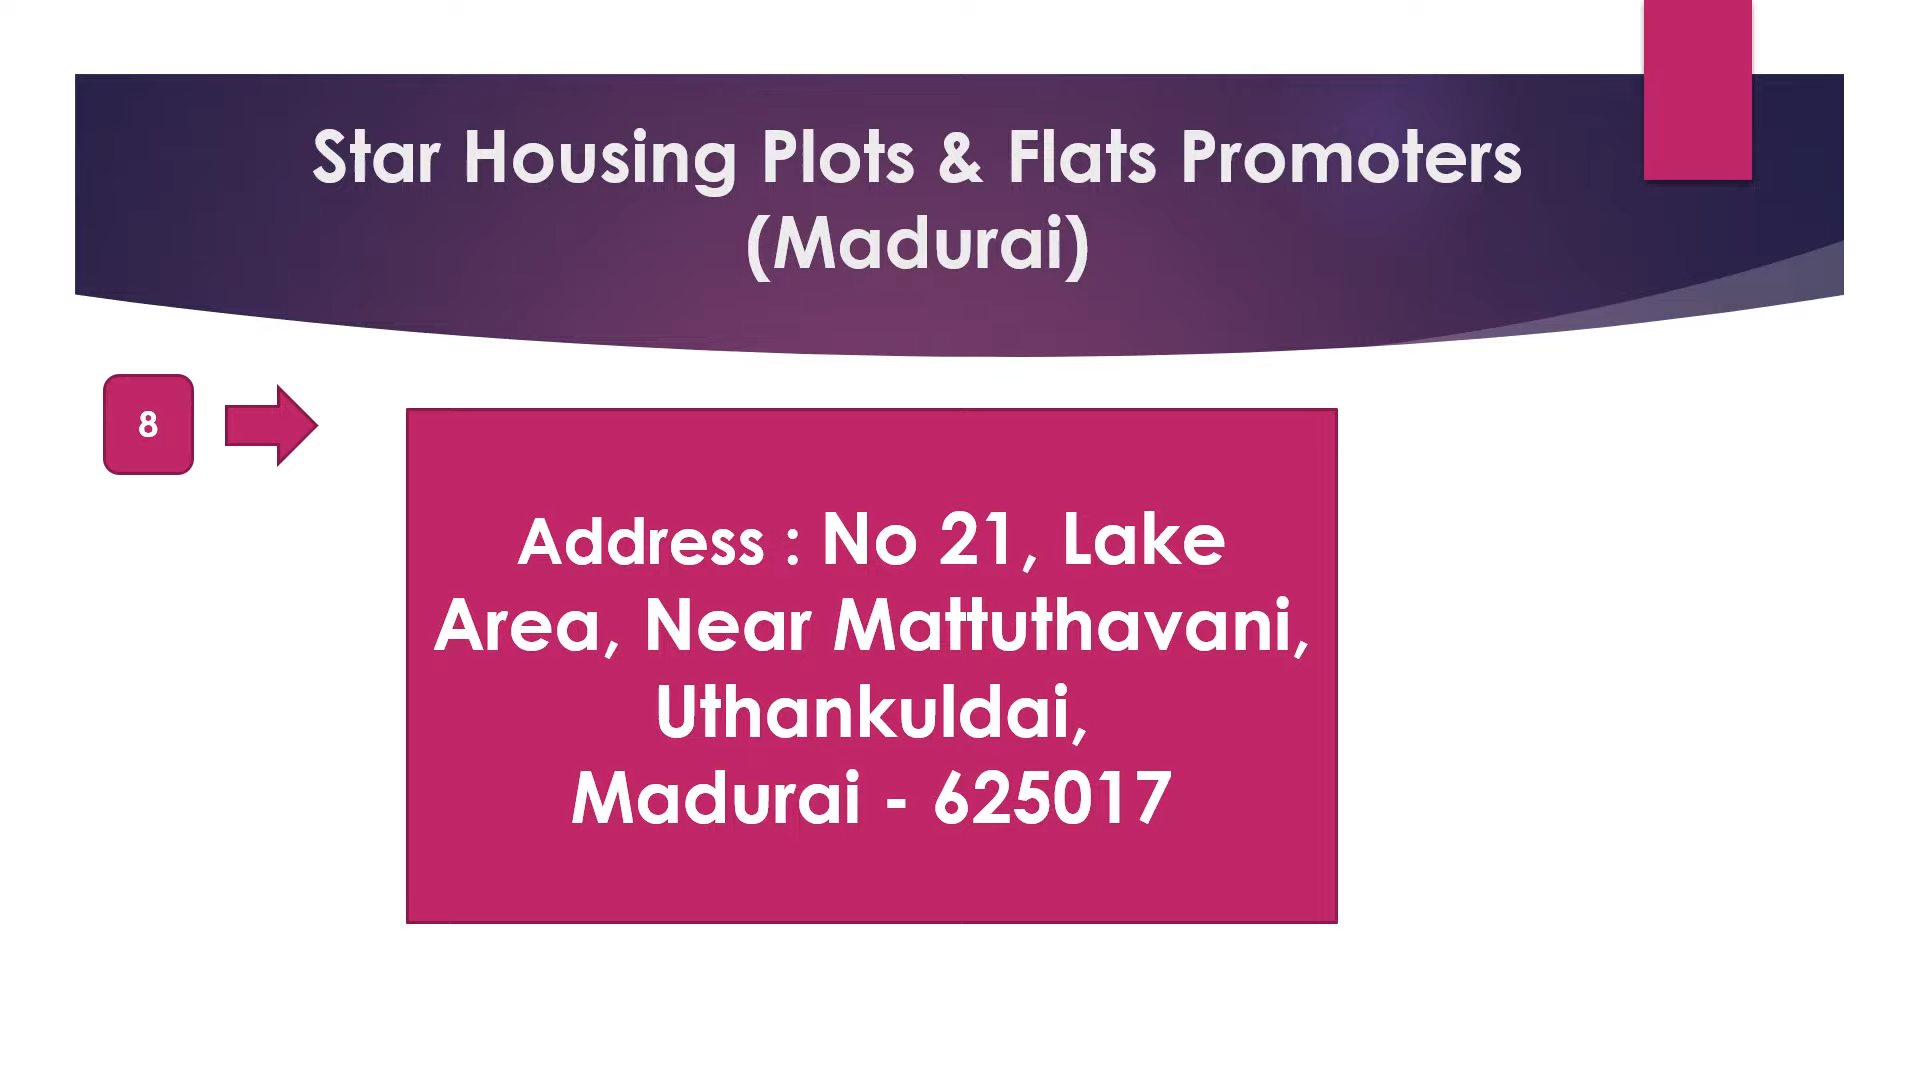 Star Housing Plots & Flats Promoters
(Madurai)
8
Address : No 21, Lake
Area, Near Mattuthavani,
Uthankuldai,
Madurai - 625017